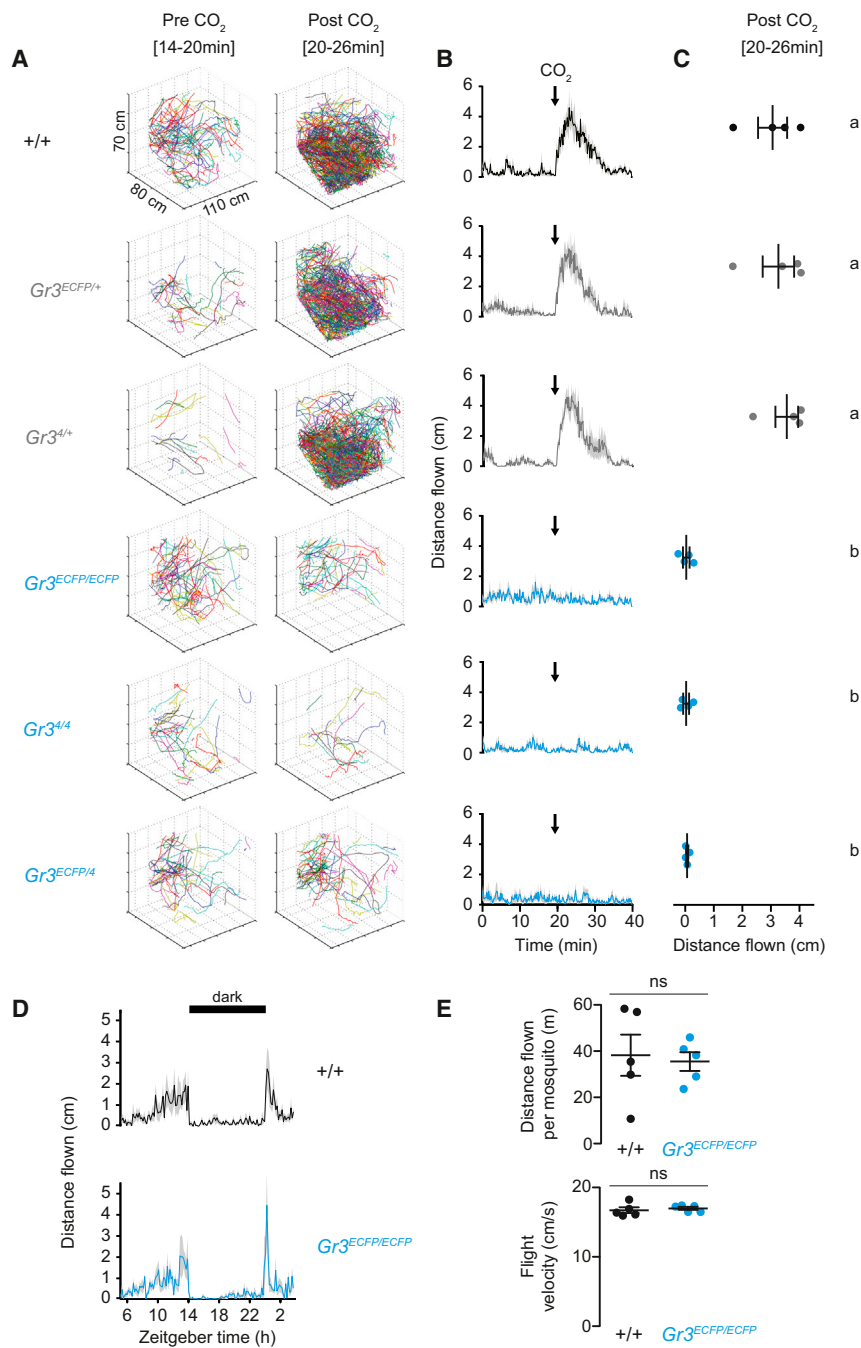 Pre CO2 Post CO2 Post CO2
[14-20min] [20-26min] [20-26min]
A B C
CO2
+/+
70 cm
80 cm
110 cm
6
4
2
0
a
Gr3ECFP/+
6
4
2
0
a
Gr34/+
6
4
2
0
a
Distance flown (cm)
Gr3ECFP/ECFP
6
4
2
0
b
Gr34/4
6
4
2
0
b
Gr3ECFP/4
6
4
2
0
b
0 10 20 30 40
Time (min)
0 1 2 3 4
Distance flown (cm)
D
dark
5
4
3
2
1
0
+/+
Distance flown (cm)
5
4
3
2
1
0
Gr3ECFP/ECFP
6 10 14 18 22 2
Zeitgeber time (h)
E
ns
60
40
20
0
Distance flown
per mosquito (m)
+/+ Gr3ECFP/ECFP
ns
20
10
0
Flight
velocity (cm/s)
+/+ Gr3ECFP/ECFP